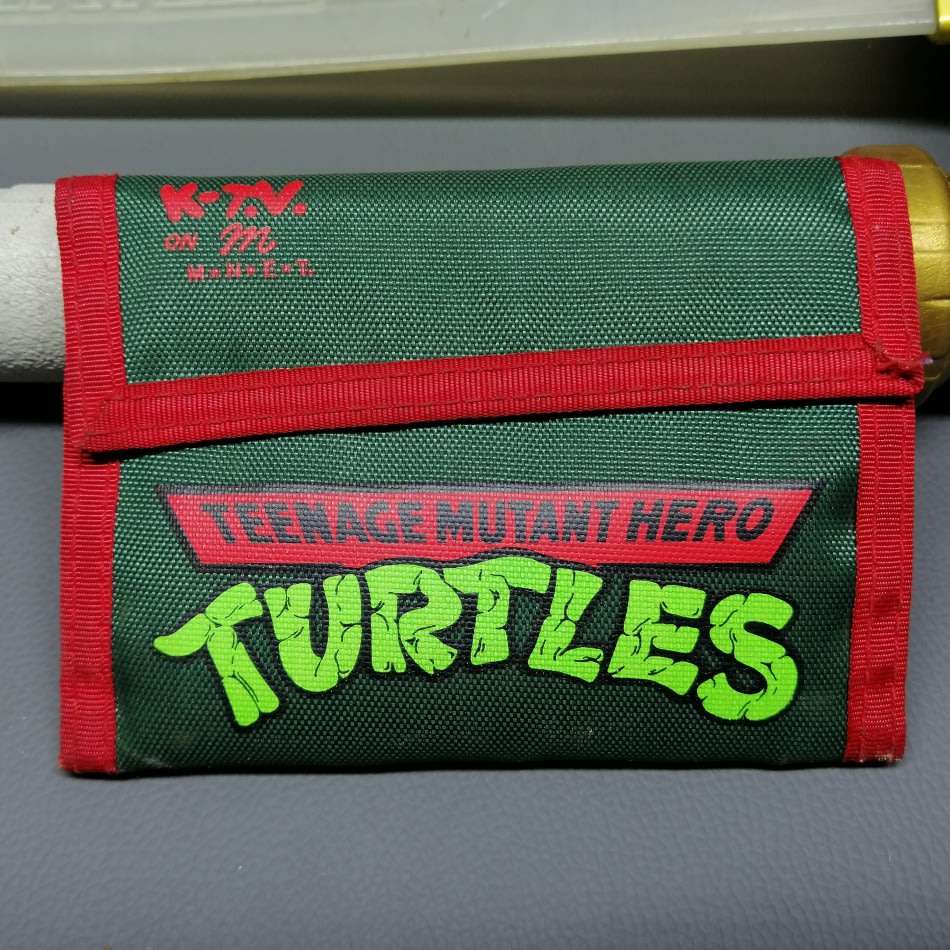 K-T.V.
ON M
M•N•E•T.
TEENAGE MUTANT HERO
TURTLES